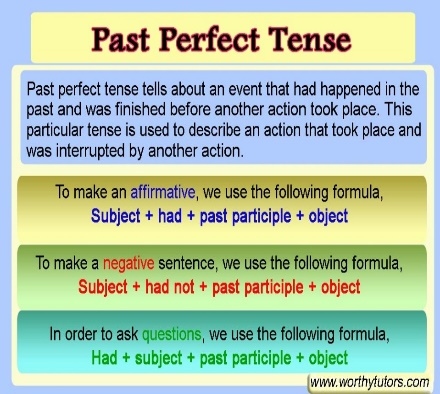 Past Perfect Tense
Past perfect tense tells about an event that had happened in the
past and was finished before another action took place. This
particular tense is used to describe an action that took place and
was interrupted by another action.
To make an affirmative, we use the following formula,
Subject + had + past participle + object
To make a negative sentence, we use the following formula,
Subject + had not + past participle + object
In order to ask questions, we use the following formula,
Had + subject + past participle + object
www.worthytutors.com